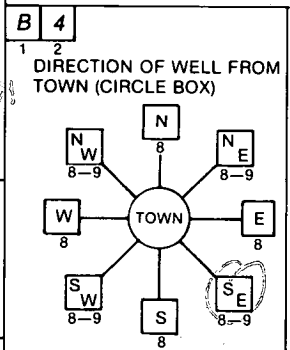 B 4
1 2
DIRECTION OF WELL FROM
TOWN (CIRCLE BOX)
N
8
N W
8–9
N E
8–9
W
8
TOWN
E
8
S W
8–9
S E
8–9
S
8